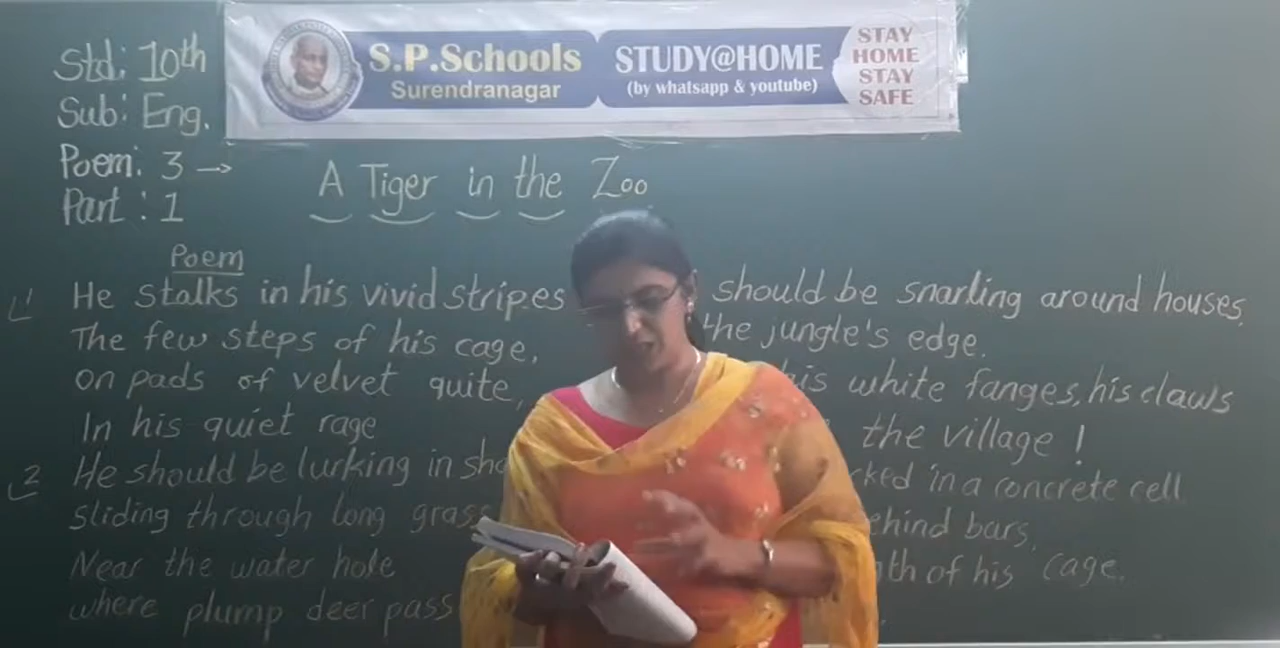 S.P.Schools
Surendranagar
STUDY@HOME
(by whatsapp & youtube)
STAY
HOME
STAY
SAFE
Std: 10th
Sub: Eng.
Poem: 3 →
Part : 1
A Tiger in the Zoo
Poem
1 He stalks in his vivid stripes
The few steps of his cage,
on pads of velvet quite,
In his quiet rage
2 He should be lurking in
Sliding through long grass
Near the water hole
where plump deer pass
should be snarling around houses.
the jungle's edge.
his white fanges, his claws
the village !
in a concrete cell
bars,
of his cage.